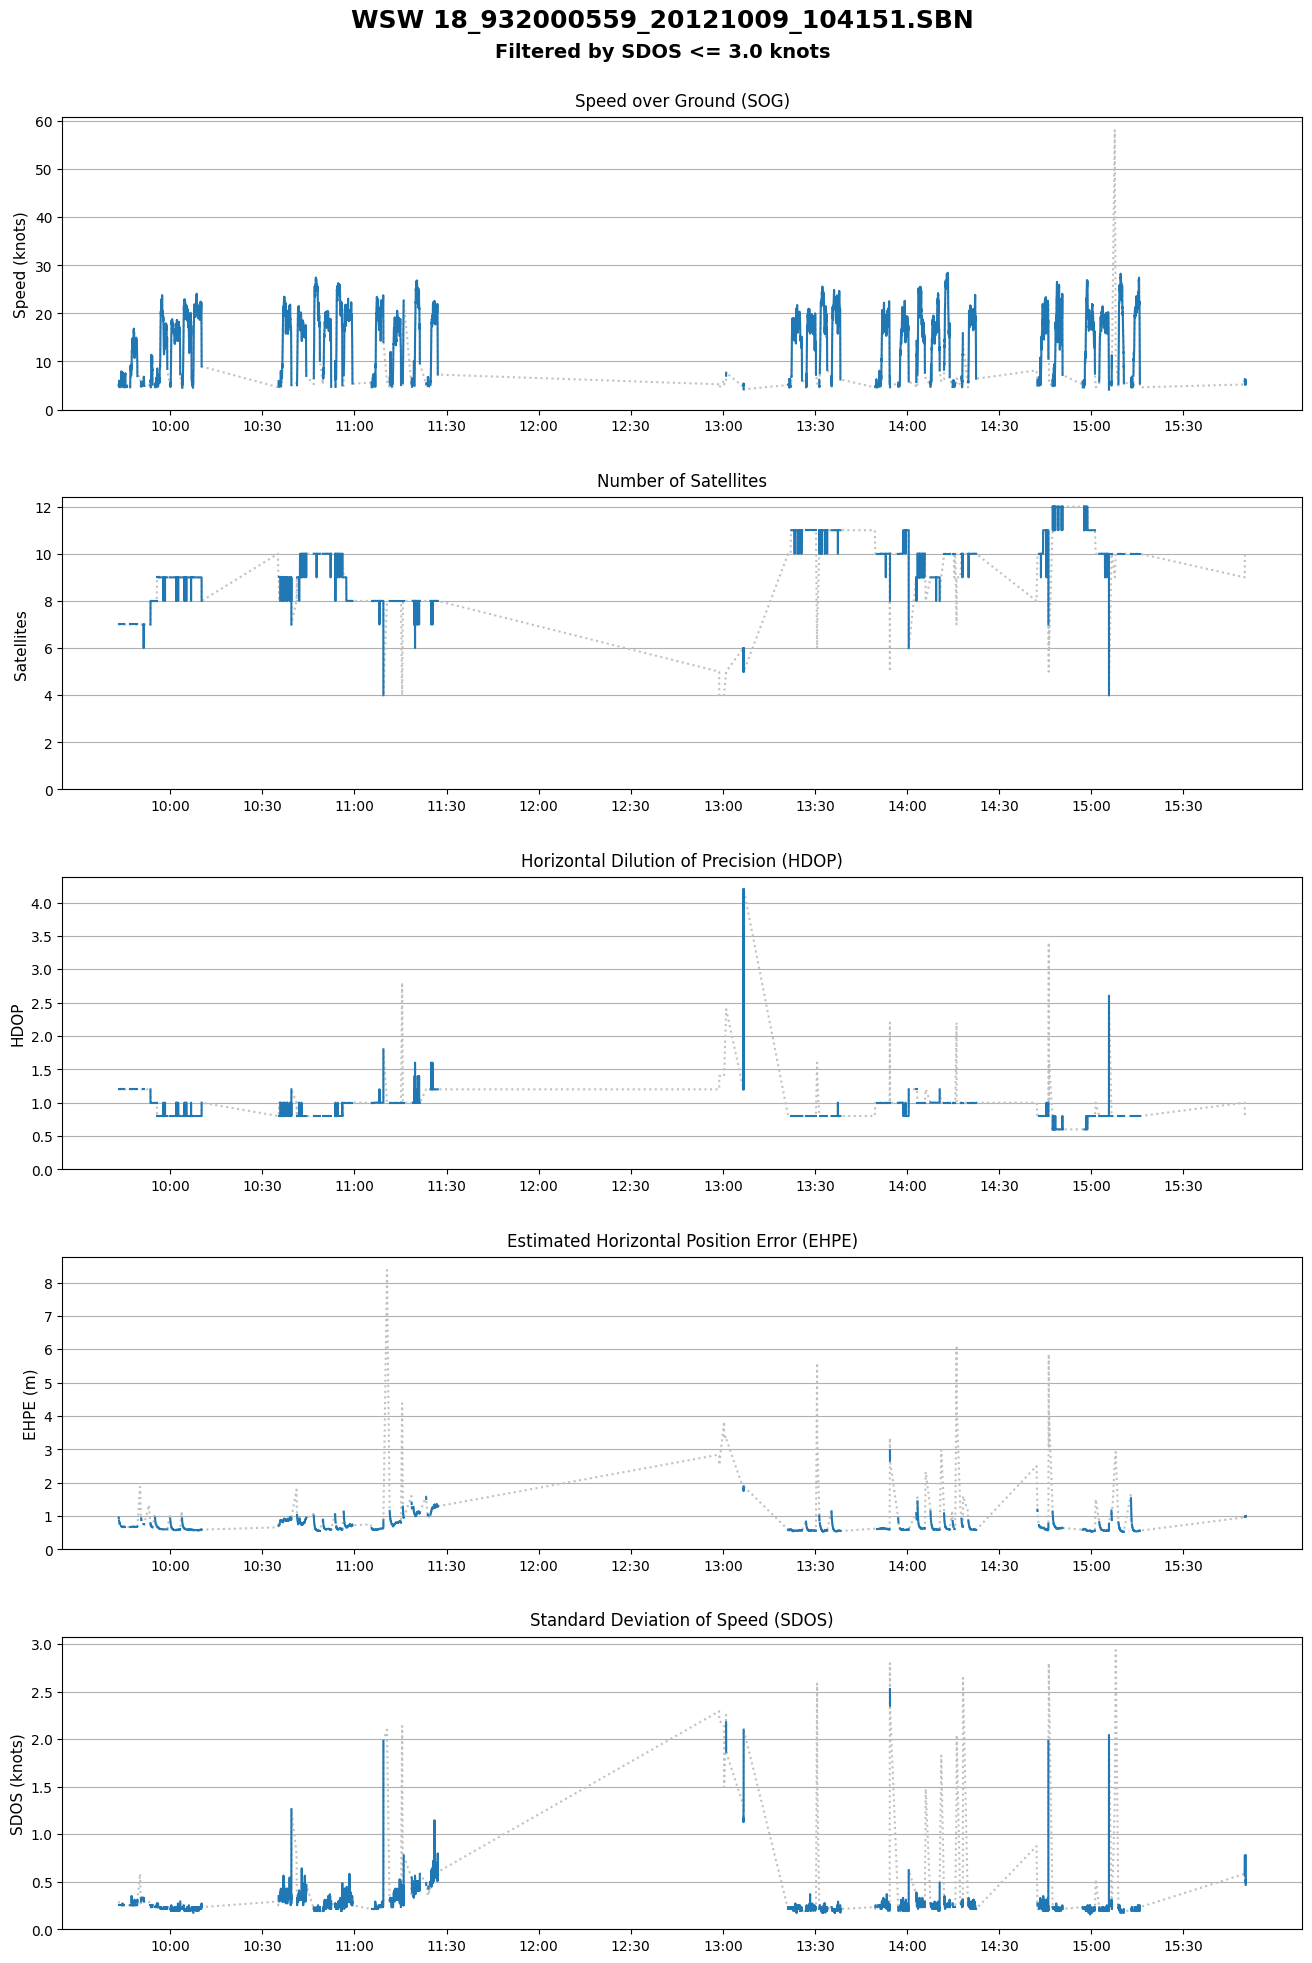 WSW 18_932000559_20121009_104151.SBN
Filtered by SDOS <= 3.0 knots
Speed over Ground (SOG)
Speed (knots)
60
50
40
30
20
10
0
10:00 10:30 11:00 11:30 12:00 12:30 13:00 13:30 14:00 14:30 15:00 15:30
Number of Satellites
Satellites
12
10
8
6
4
2
0
10:00 10:30 11:00 11:30 12:00 12:30 13:00 13:30 14:00 14:30 15:00 15:30
Horizontal Dilution of Precision (HDOP)
HDOP
4.0
3.5
3.0
2.5
2.0
1.5
1.0
0.5
0.0
10:00 10:30 11:00 11:30 12:00 12:30 13:00 13:30 14:00 14:30 15:00 15:30
Estimated Horizontal Position Error (EHPE)
EHPE (m)
8
7
6
5
4
3
2
1
0
10:00 10:30 11:00 11:30 12:00 12:30 13:00 13:30 14:00 14:30 15:00 15:30
Standard Deviation of Speed (SDOS)
SDOS (knots)
3.0
2.5
2.0
1.5
1.0
0.5
0.0
10:00 10:30 11:00 11:30 12:00 12:30 13:00 13:30 14:00 14:30 15:00 15:30